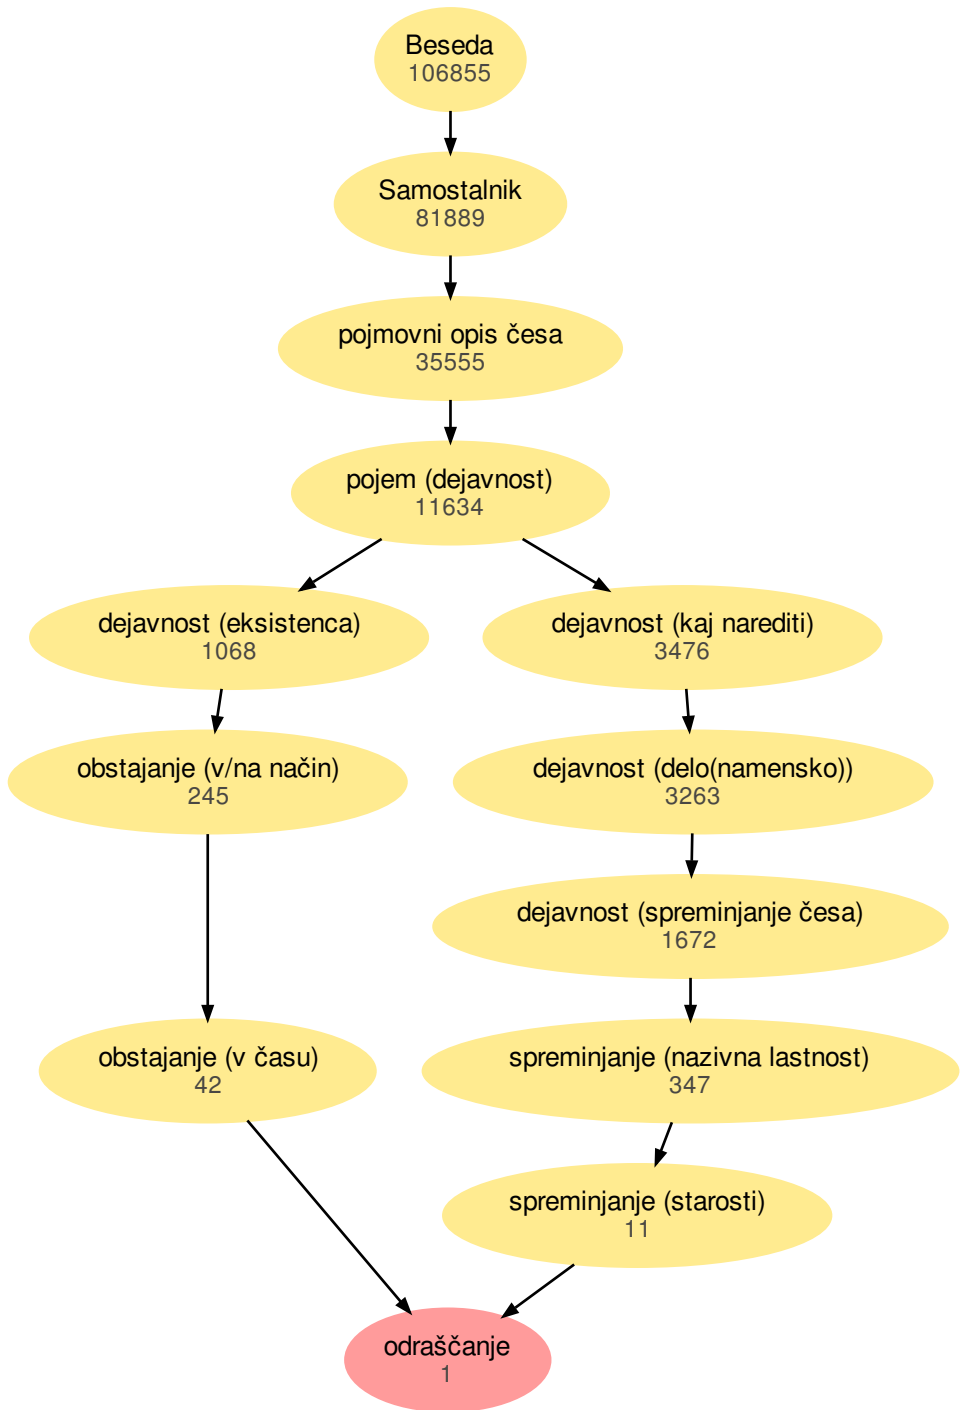 Beseda
106855
Samostalnik
81889
pojmovni opis česa
35555
pojem (dejavnost)
11634
dejavnost (eksistenca)
1068
dejavnost (kaj narediti)
3476
obstajanje (v/na način)
245
dejavnost (delo(namensko))
3263
dejavnost (spreminjanje česa)
1672
obstajanje (v času)
42
spreminjanje (nazivna lastnost)
347
spreminjanje (starosti)
11
odraščanje
1